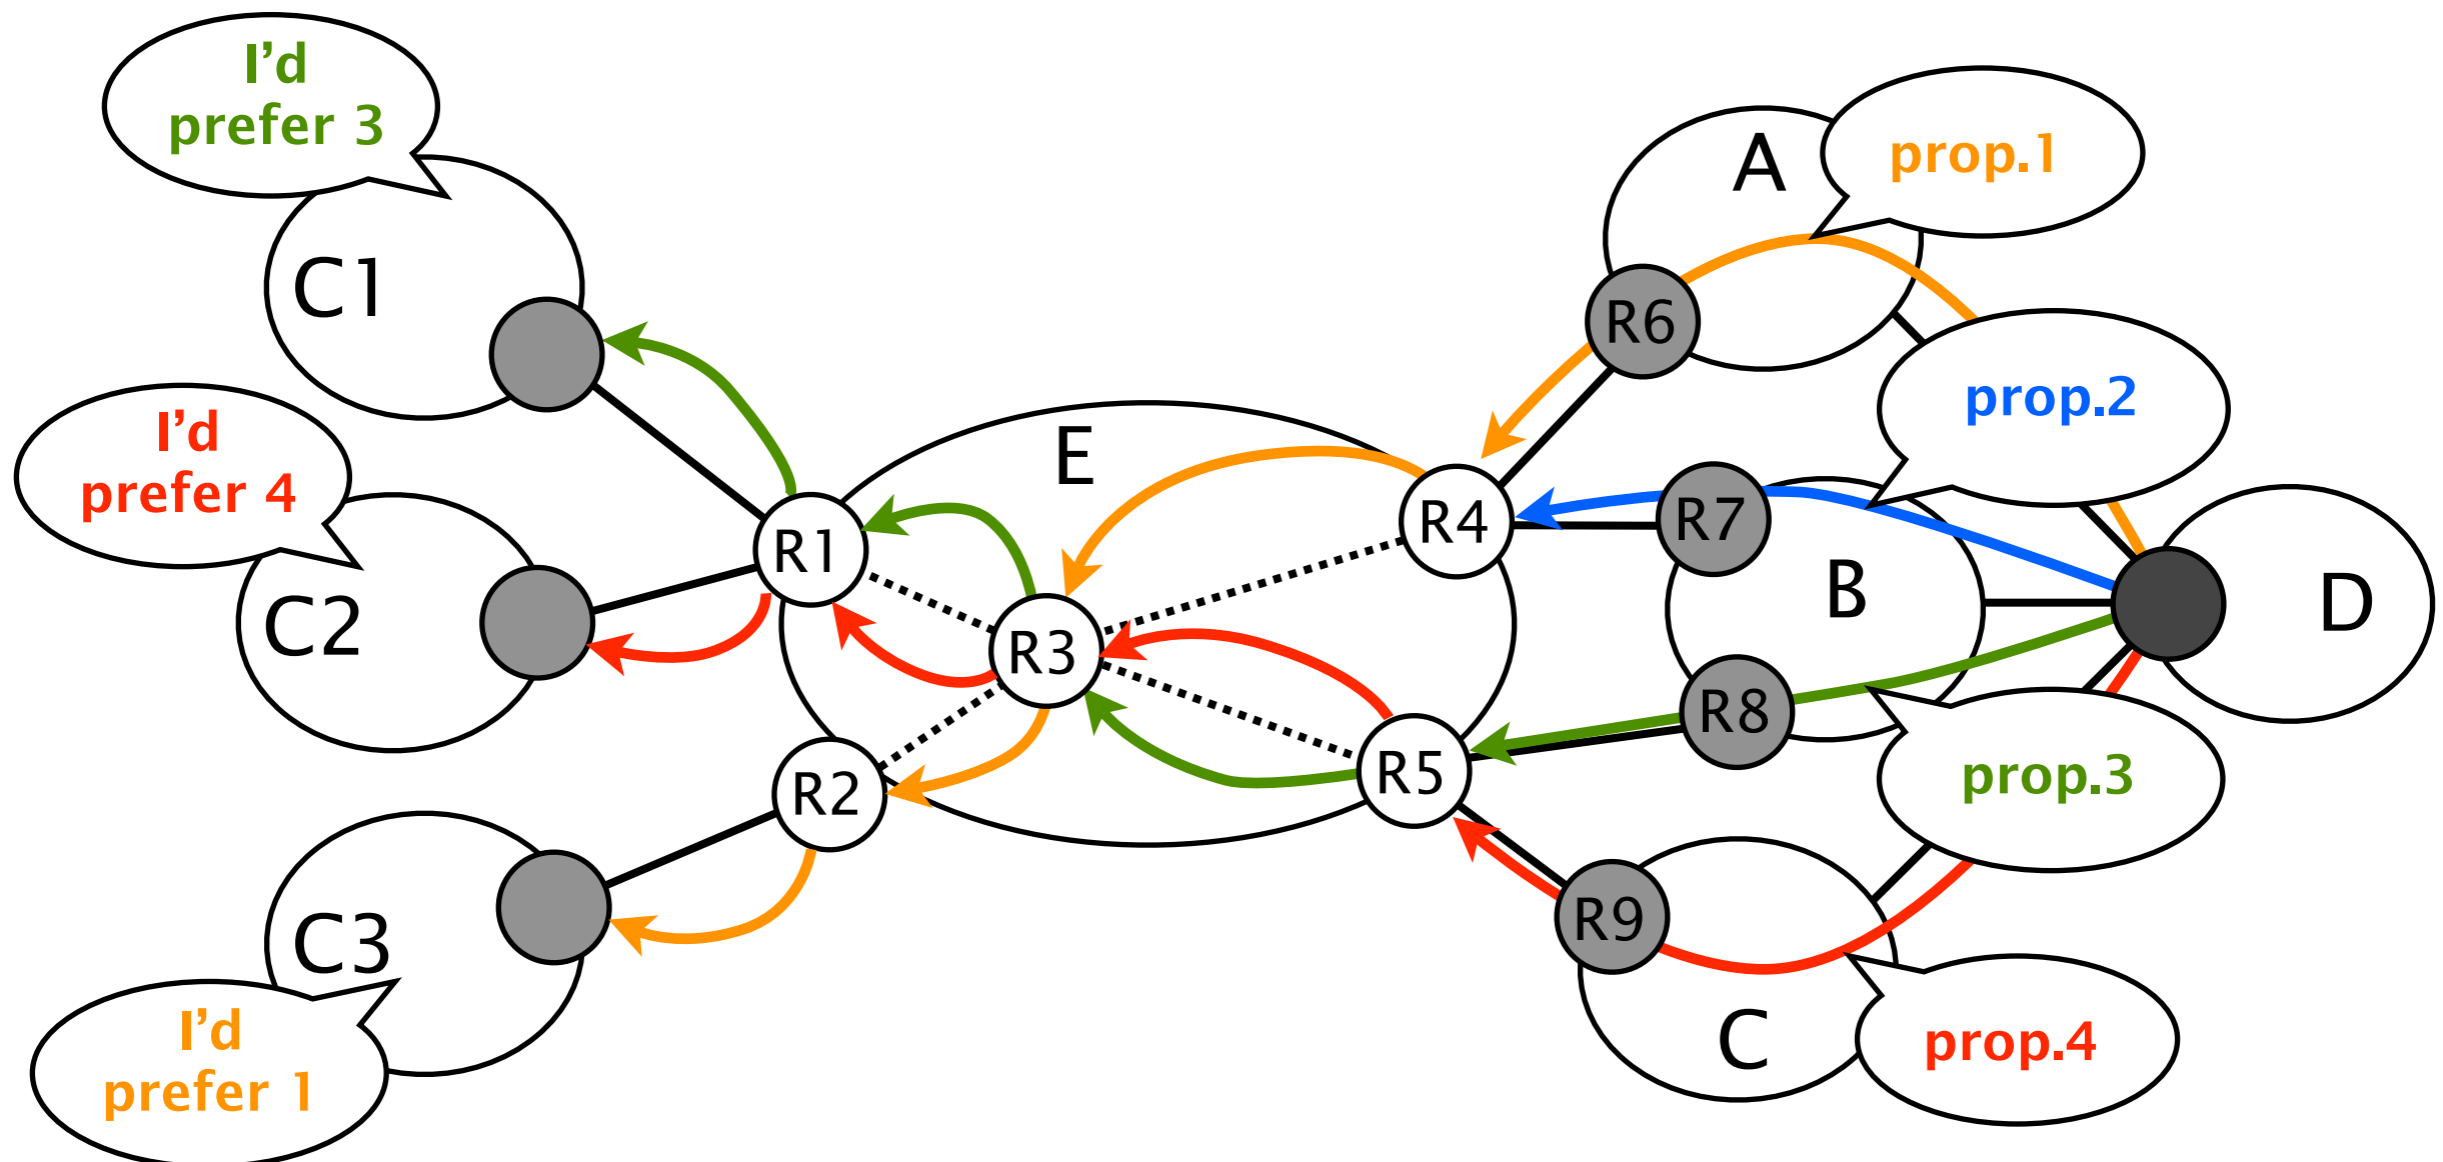 I’d
prefer 3
C1
I’d
prefer 4
C2
I’d
prefer 1
C3
E
R1
R2
R3
R4
R5
A
R6
prop.1
prop.2
R7
B
R8
D
prop.3
R9
C
prop.4